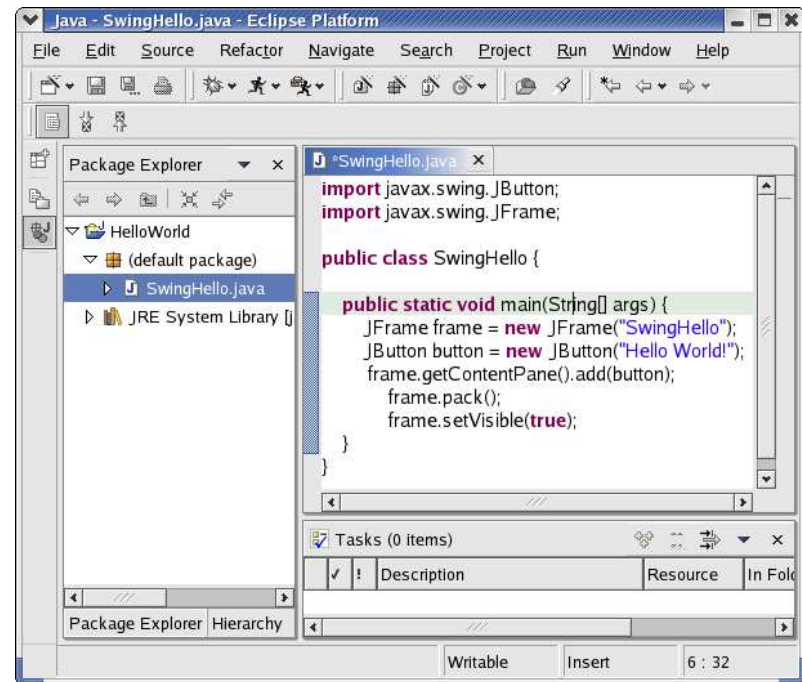 Java - SwingHello.java - Eclipse Platform
File Edit Source Refactor Navigate Search Project Run Window Help
Package Explorer
HelloWorld
(default package)
SwingHello.java
JRE System Library [j
Package Explorer Hierarchy
*SwingHello.java
import javax.swing.JButton;
import javax.swing.JFrame;
public class SwingHello {
public static void main(String[] args) {
JFrame frame = new JFrame("SwingHello");
JButton button = new JButton("Hello World!");
frame.getContentPane().add(button);
frame.pack();
frame.setVisible(true);
}
}
Tasks (0 items)
✓ ! Description Resource In Fold
Writable Insert 6 : 32